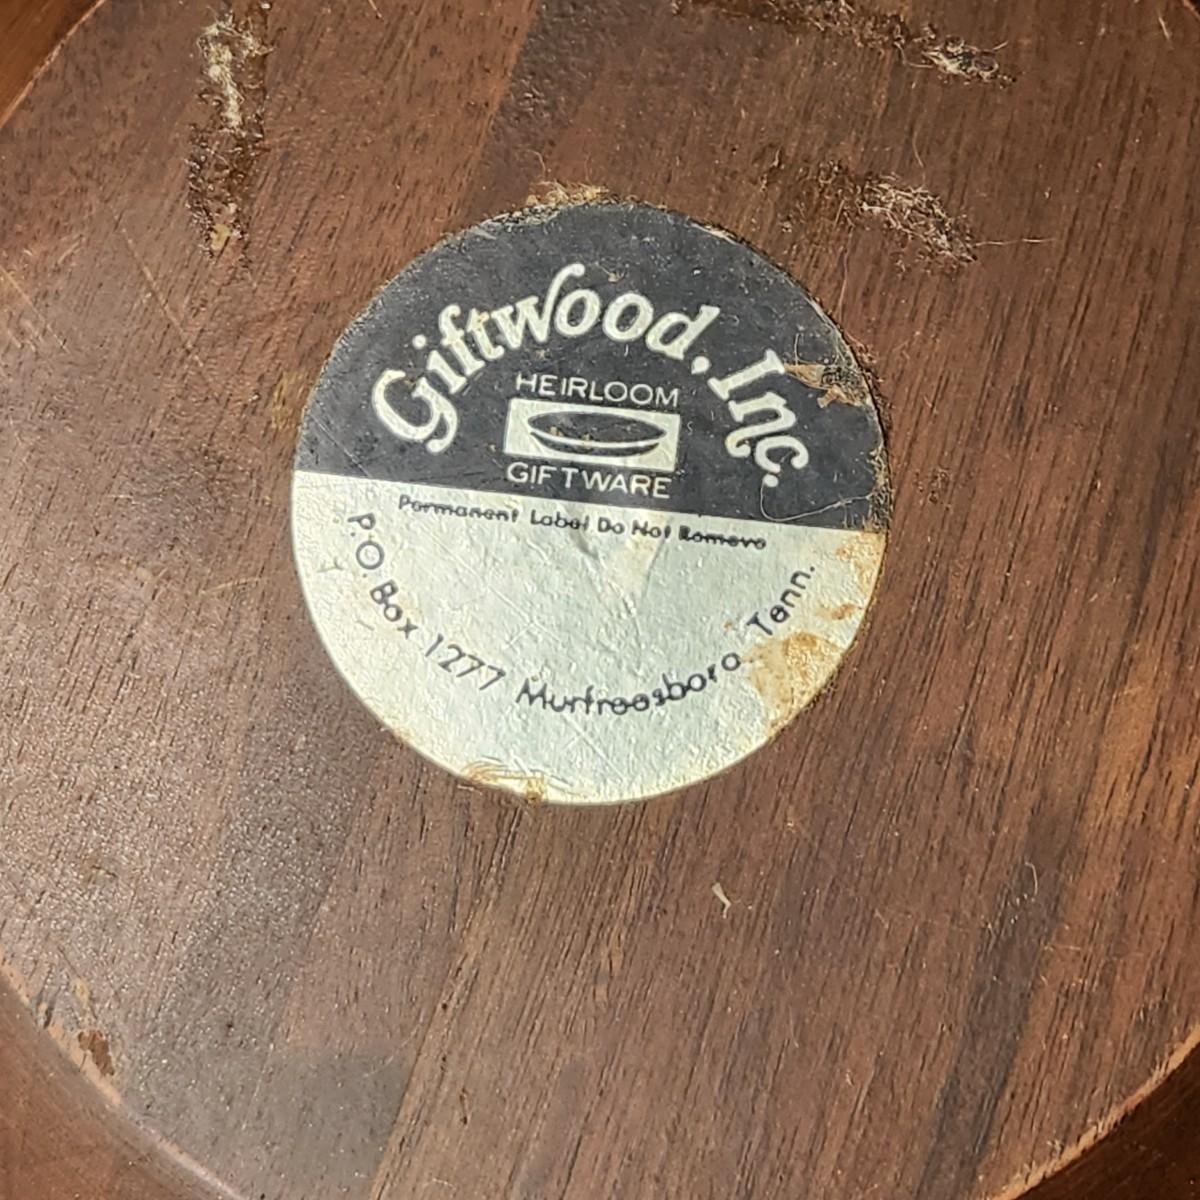 Giftwood, Inc.
HEIRLOOM
GIFTWARE
Permanent Label Do Not Remove
P.O. Box 1277 Murfreesboro Tenn.